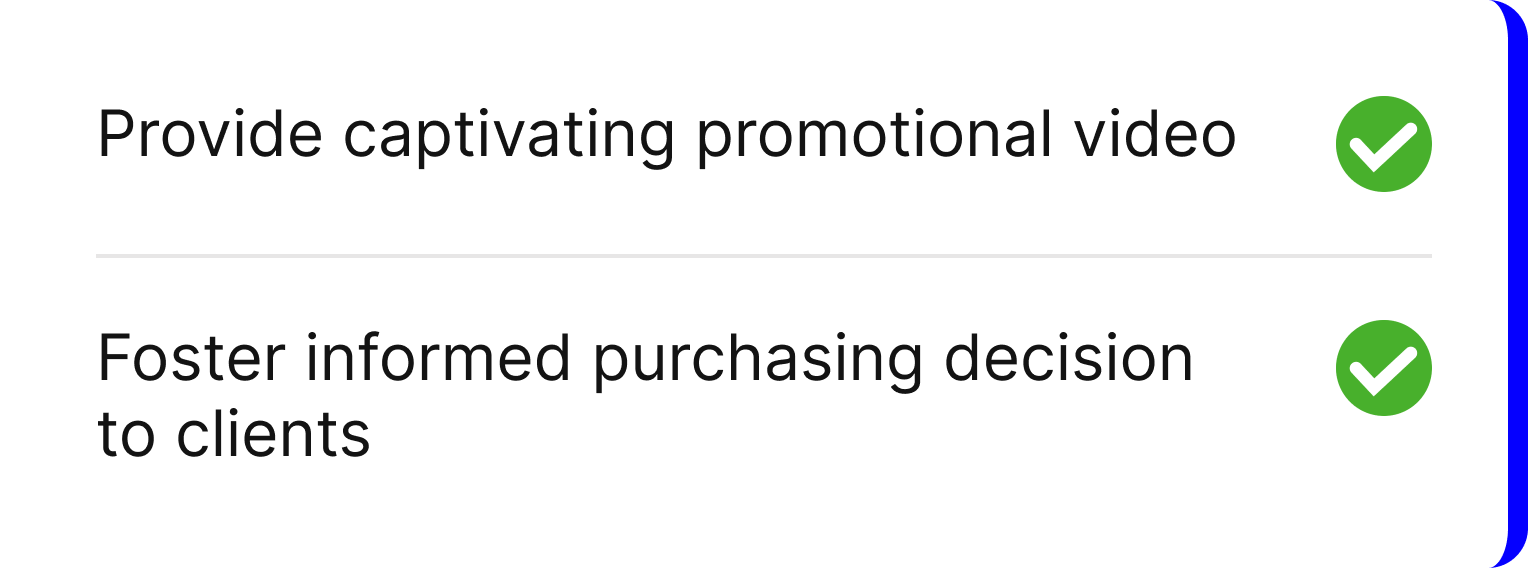 Provide captivating promotional video
Foster informed purchasing decision
to clients